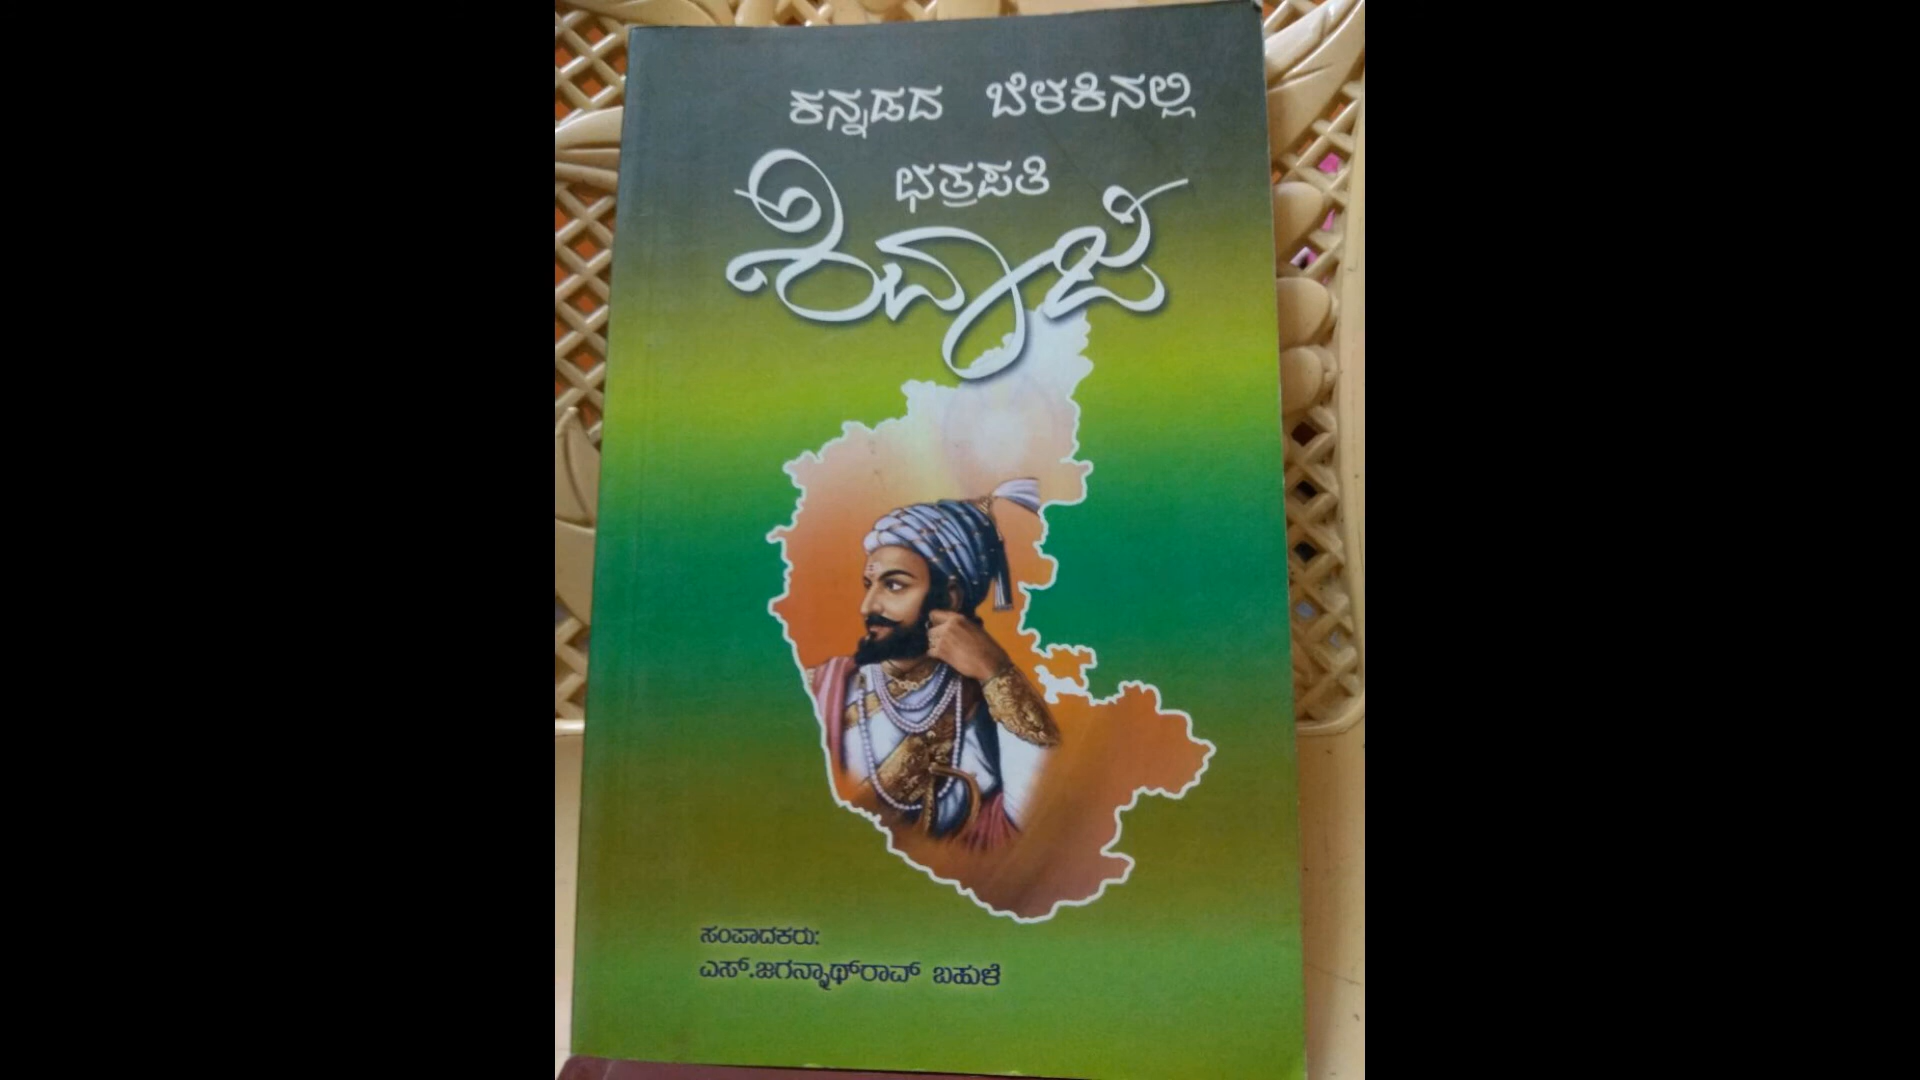 ಕನ್ನಡದ ಬೆಳಕಿನಲ್ಲಿ
ಛತ್ರಪತಿ
ಶಿವಾಜಿ
ಸಂಪಾದಕರು:
ಎಸ್.ಜಗನ್ನಾಥ್‌ರಾವ್ ಬಹುಳೆ